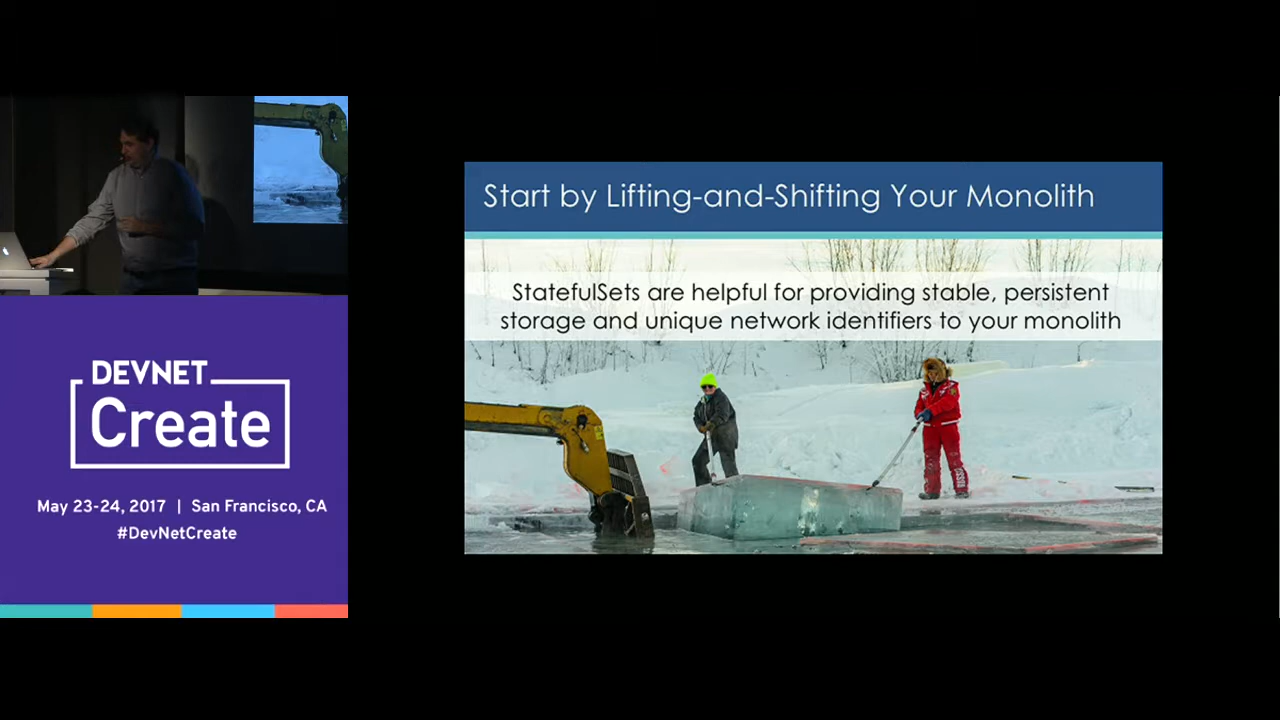 Start by Lifting-and-Shifting Your Monolith
StatefulSets are helpful for providing stable, persistent
storage and unique network identifiers to your monolith
DEVNET
Create
May 23-24, 2017 | San Francisco, CA
#DevNetCreate